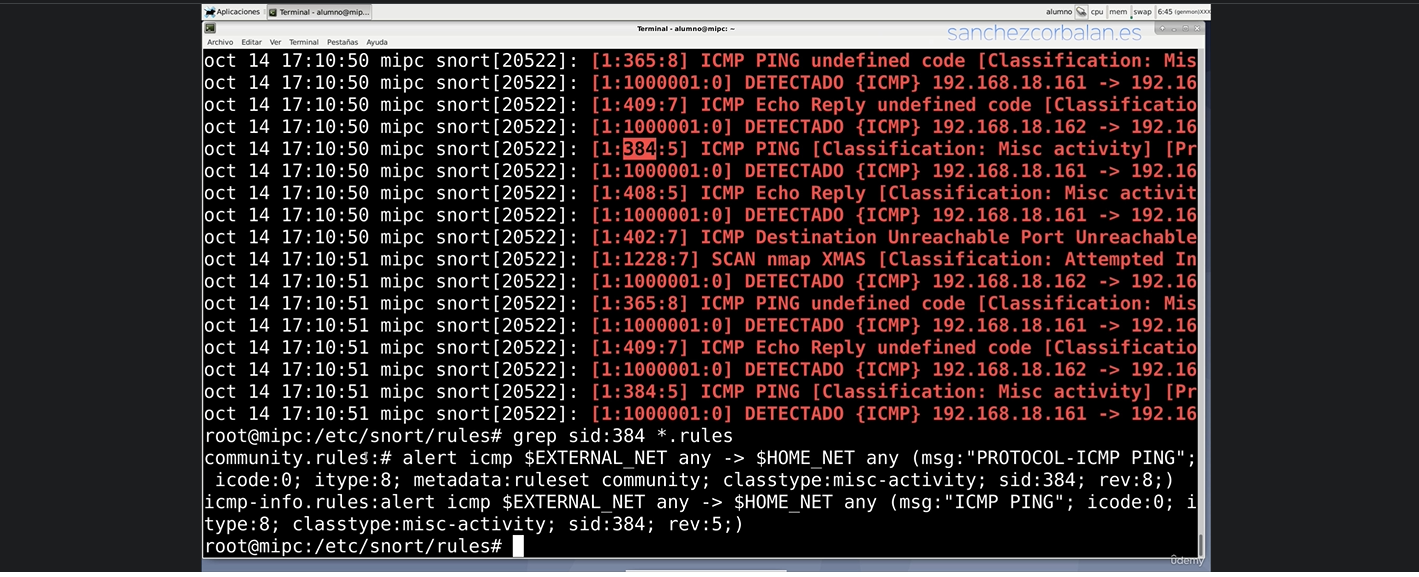 Aplicaciones Terminal - alumno@mip... alumno cpu mem swap 6:45 (genmon)XXX
Terminal - alumno@mipc: ~
sanchezcorbalan.es
Archivo Editar Ver Terminal Pestañas Ayuda
oct 14 17:10:50 mipc snort[20522]: [1:365:8] ICMP PING undefined code [Classification: Mis
oct 14 17:10:50 mipc snort[20522]: [1:1000001:0] DETECTADO {ICMP} 192.168.18.161 -> 192.16
oct 14 17:10:50 mipc snort[20522]: [1:409:7] ICMP Echo Reply undefined code [Classificatio
oct 14 17:10:50 mipc snort[20522]: [1:1000001:0] DETECTADO {ICMP} 192.168.18.162 -> 192.16
oct 14 17:10:50 mipc snort[20522]: [1:384:5] ICMP PING [Classification: Misc activity] [Pr
oct 14 17:10:50 mipc snort[20522]: [1:1000001:0] DETECTADO {ICMP} 192.168.18.161 -> 192.16
oct 14 17:10:50 mipc snort[20522]: [1:408:5] ICMP Echo Reply [Classification: Misc activit
oct 14 17:10:50 mipc snort[20522]: [1:1000001:0] DETECTADO {ICMP} 192.168.18.161 -> 192.16
oct 14 17:10:50 mipc snort[20522]: [1:402:7] ICMP Destination Unreachable Port Unreachable
oct 14 17:10:51 mipc snort[20522]: [1:1228:7] SCAN nmap XMAS [Classification: Attempted In
oct 14 17:10:51 mipc snort[20522]: [1:1000001:0] DETECTADO {ICMP} 192.168.18.162 -> 192.16
oct 14 17:10:51 mipc snort[20522]: [1:365:8] ICMP PING undefined code [Classification: Mis
oct 14 17:10:51 mipc snort[20522]: [1:1000001:0] DETECTADO {ICMP} 192.168.18.161 -> 192.16
oct 14 17:10:51 mipc snort[20522]: [1:409:7] ICMP Echo Reply undefined code [Classificatio
oct 14 17:10:51 mipc snort[20522]: [1:1000001:0] DETECTADO {ICMP} 192.168.18.162 -> 192.16
oct 14 17:10:51 mipc snort[20522]: [1:384:5] ICMP PING [Classification: Misc activity] [Pr
oct 14 17:10:51 mipc snort[20522]: [1:1000001:0] DETECTADO {ICMP} 192.168.18.161 -> 192.16
root@mipc:/etc/snort/rules# grep sid:384 *.rules
community.rules:# alert icmp $EXTERNAL_NET any -> $HOME_NET any (msg:"PROTOCOL-ICMP PING";
icode:0; itype:8; metadata:ruleset community; classtype:misc-activity; sid:384; rev:8;)
icmp-info.rules:alert icmp $EXTERNAL_NET any -> $HOME_NET any (msg:"ICMP PING"; icode:0; i
type:8; classtype:misc-activity; sid:384; rev:5;)
root@mipc:/etc/snort/rules#
ûdemy